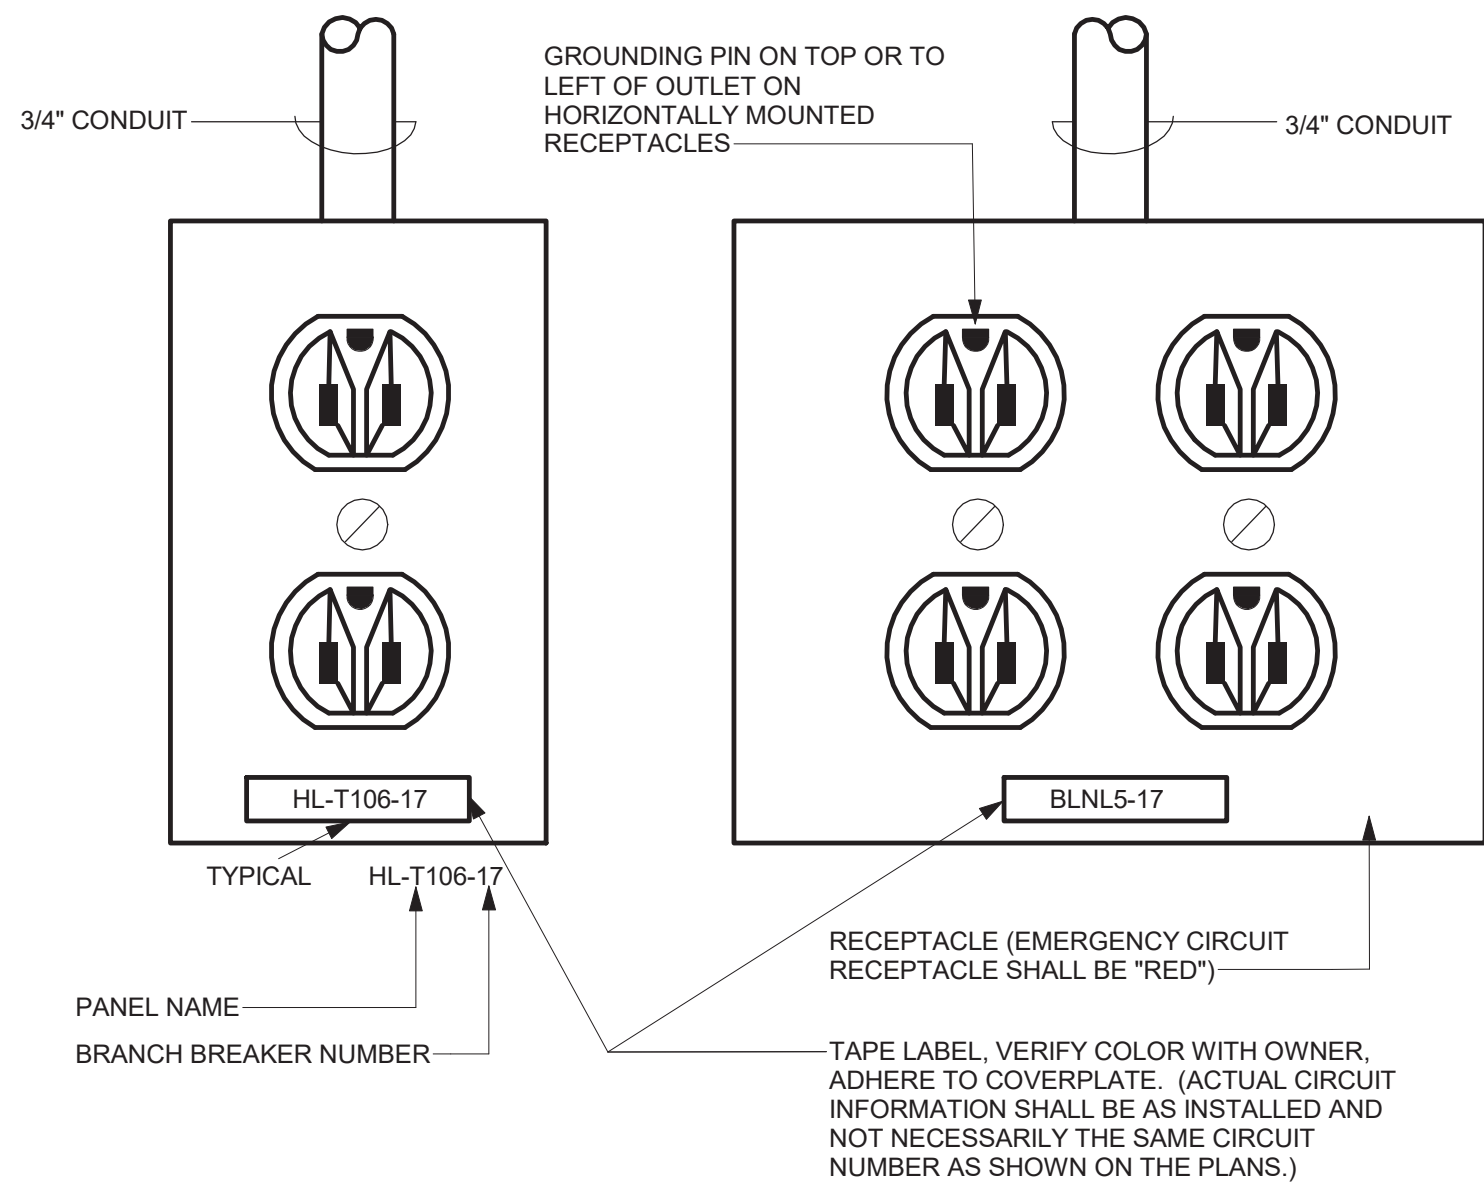 GROUNDING PIN ON TOP OR TO
LEFT OF OUTLET ON
HORIZONTALLY MOUNTED
RECEPTACLES
3/4" CONDUIT
3/4" CONDUIT
HL-T106-17
BLNL5-17
TYPICAL
HL-T106-17
PANEL NAME
BRANCH BREAKER NUMBER
RECEPTACLE (EMERGENCY CIRCUIT
RECEPTACLE SHALL BE "RED")
TAPE LABEL, VERIFY COLOR WITH OWNER,
ADHERE TO COVERPLATE.  (ACTUAL CIRCUIT
INFORMATION SHALL BE AS INSTALLED AND
NOT NECESSARILY THE SAME CIRCUIT
NUMBER AS SHOWN ON THE PLANS.)